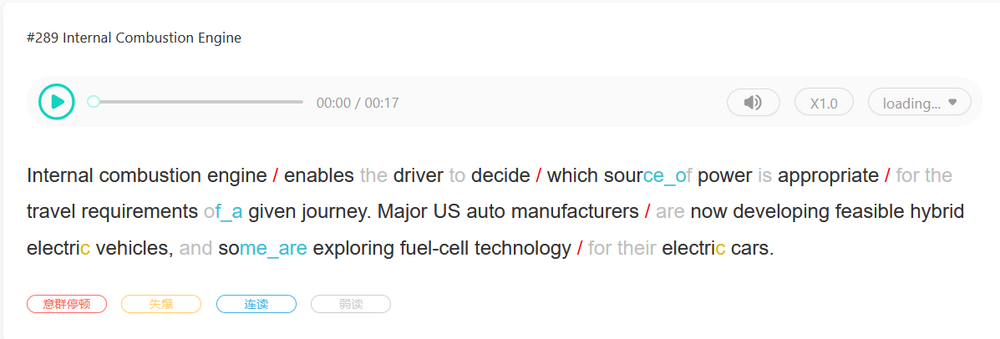 #289 Internal Combustion Engine
00:00 / 00:17
X1.0
loading...
Internal combustion engine / enables the driver to decide / which source_of power is appropriate / for the
travel requirements of_a given journey. Major US auto manufacturers / are now developing feasible hybrid
electric vehicles, and some_are exploring fuel-cell technology / for their electric cars.
意群停顿 失爆 连读 弱读